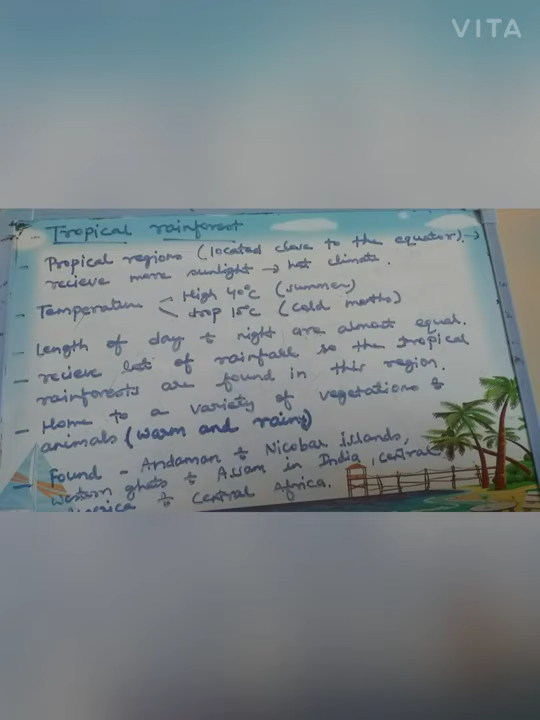 VITA
Tropical rainforest
- Tropical regions (located close to the equator) →
recieve more sunlight → hot climate.
- Temperature < High 40°c (summer)
drop 15°c (cold months)
- Length of day & night are almost equal.
- recieve lot of rainfall so the tropical
rainforests are found in this region.
- Home to a variety of vegetations &
animals (warm and rainy)
- Found - Andaman & Nicobar islands,
western ghats & Assam in India, central
& Central Africa.